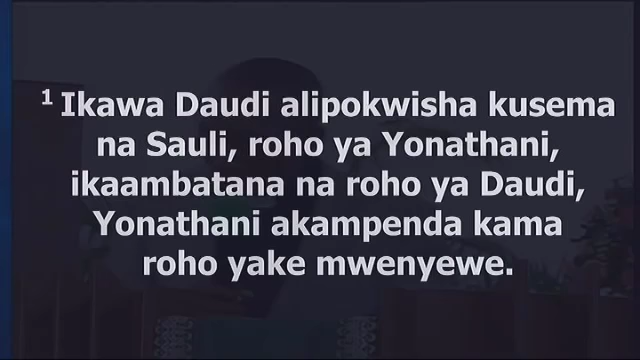 1 Ikawa Daudi alipokwisha kusema
na Sauli, roho ya Yonathani,
ikaambatana na roho ya Daudi,
Yonathani akampenda kama
roho yake mwenyewe.